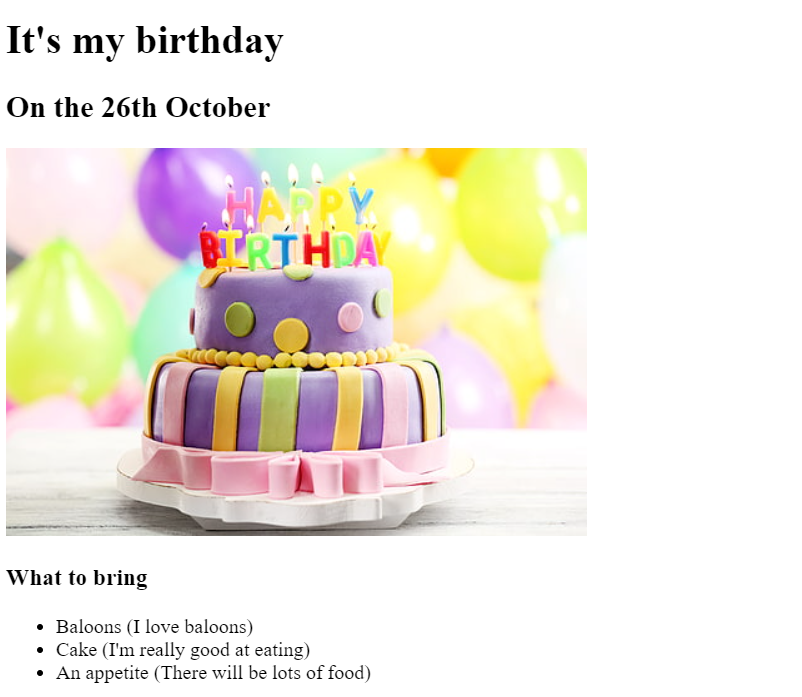 It's my birthday
On the 26th October
HAPPY
BIRTHDAY
What to bring
Baloons (I love baloons)
Cake (I'm really good at eating)
An appetite (There will be lots of food)